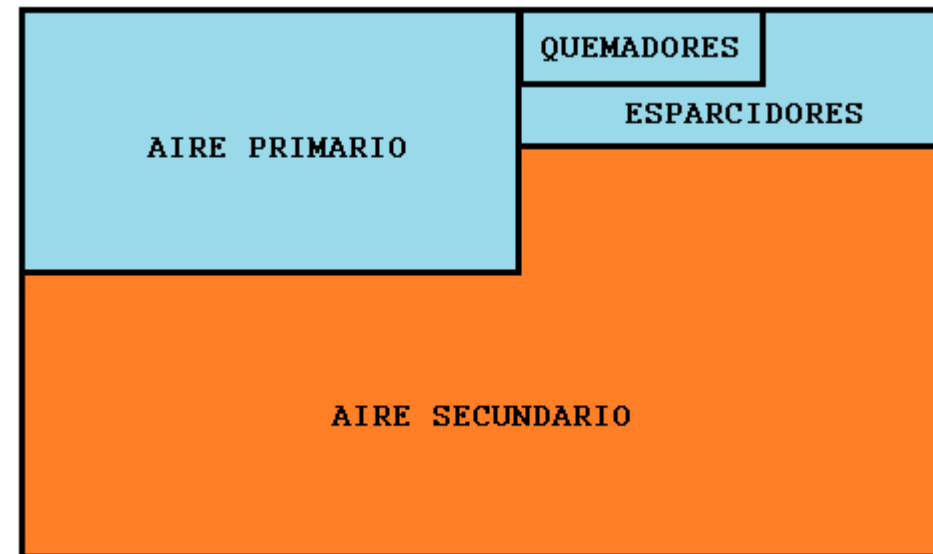 QUEMADORES
ESPARCIDORES
AIRE PRIMARIO
AIRE SECUNDARIO